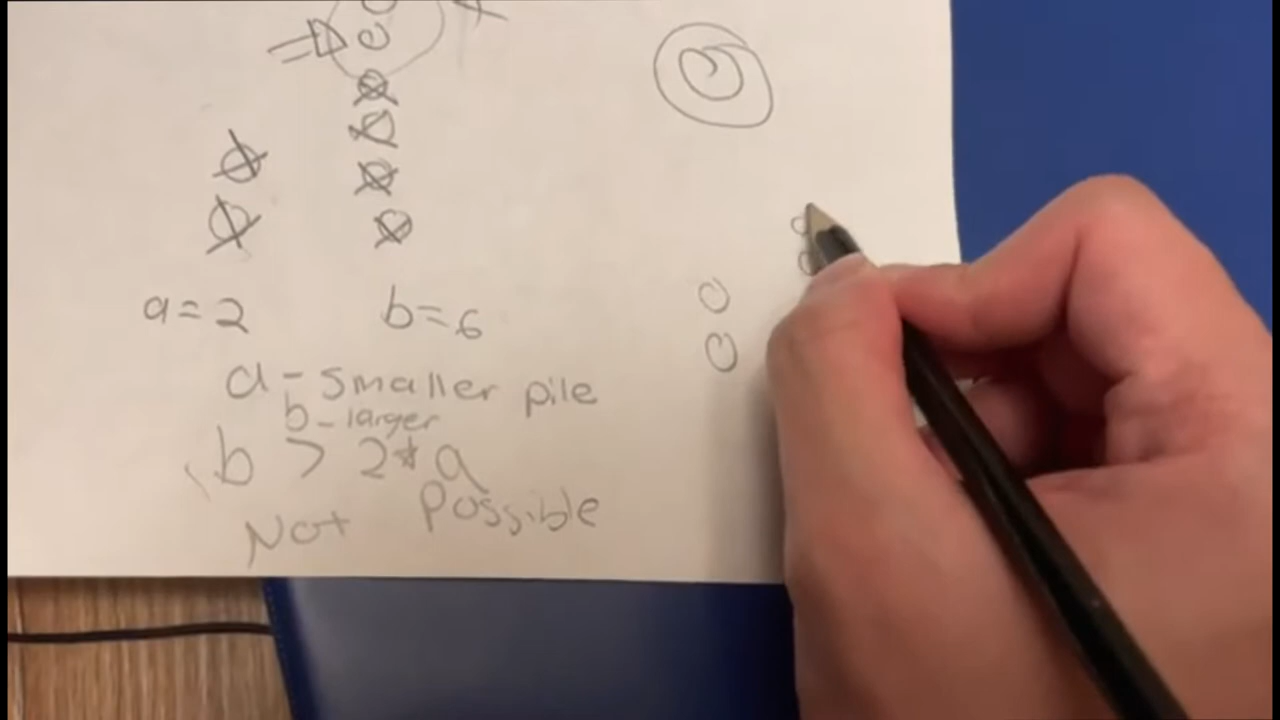 a=2 b=6
a - smaller pile
b - larger
b > 2*a
Not Possible